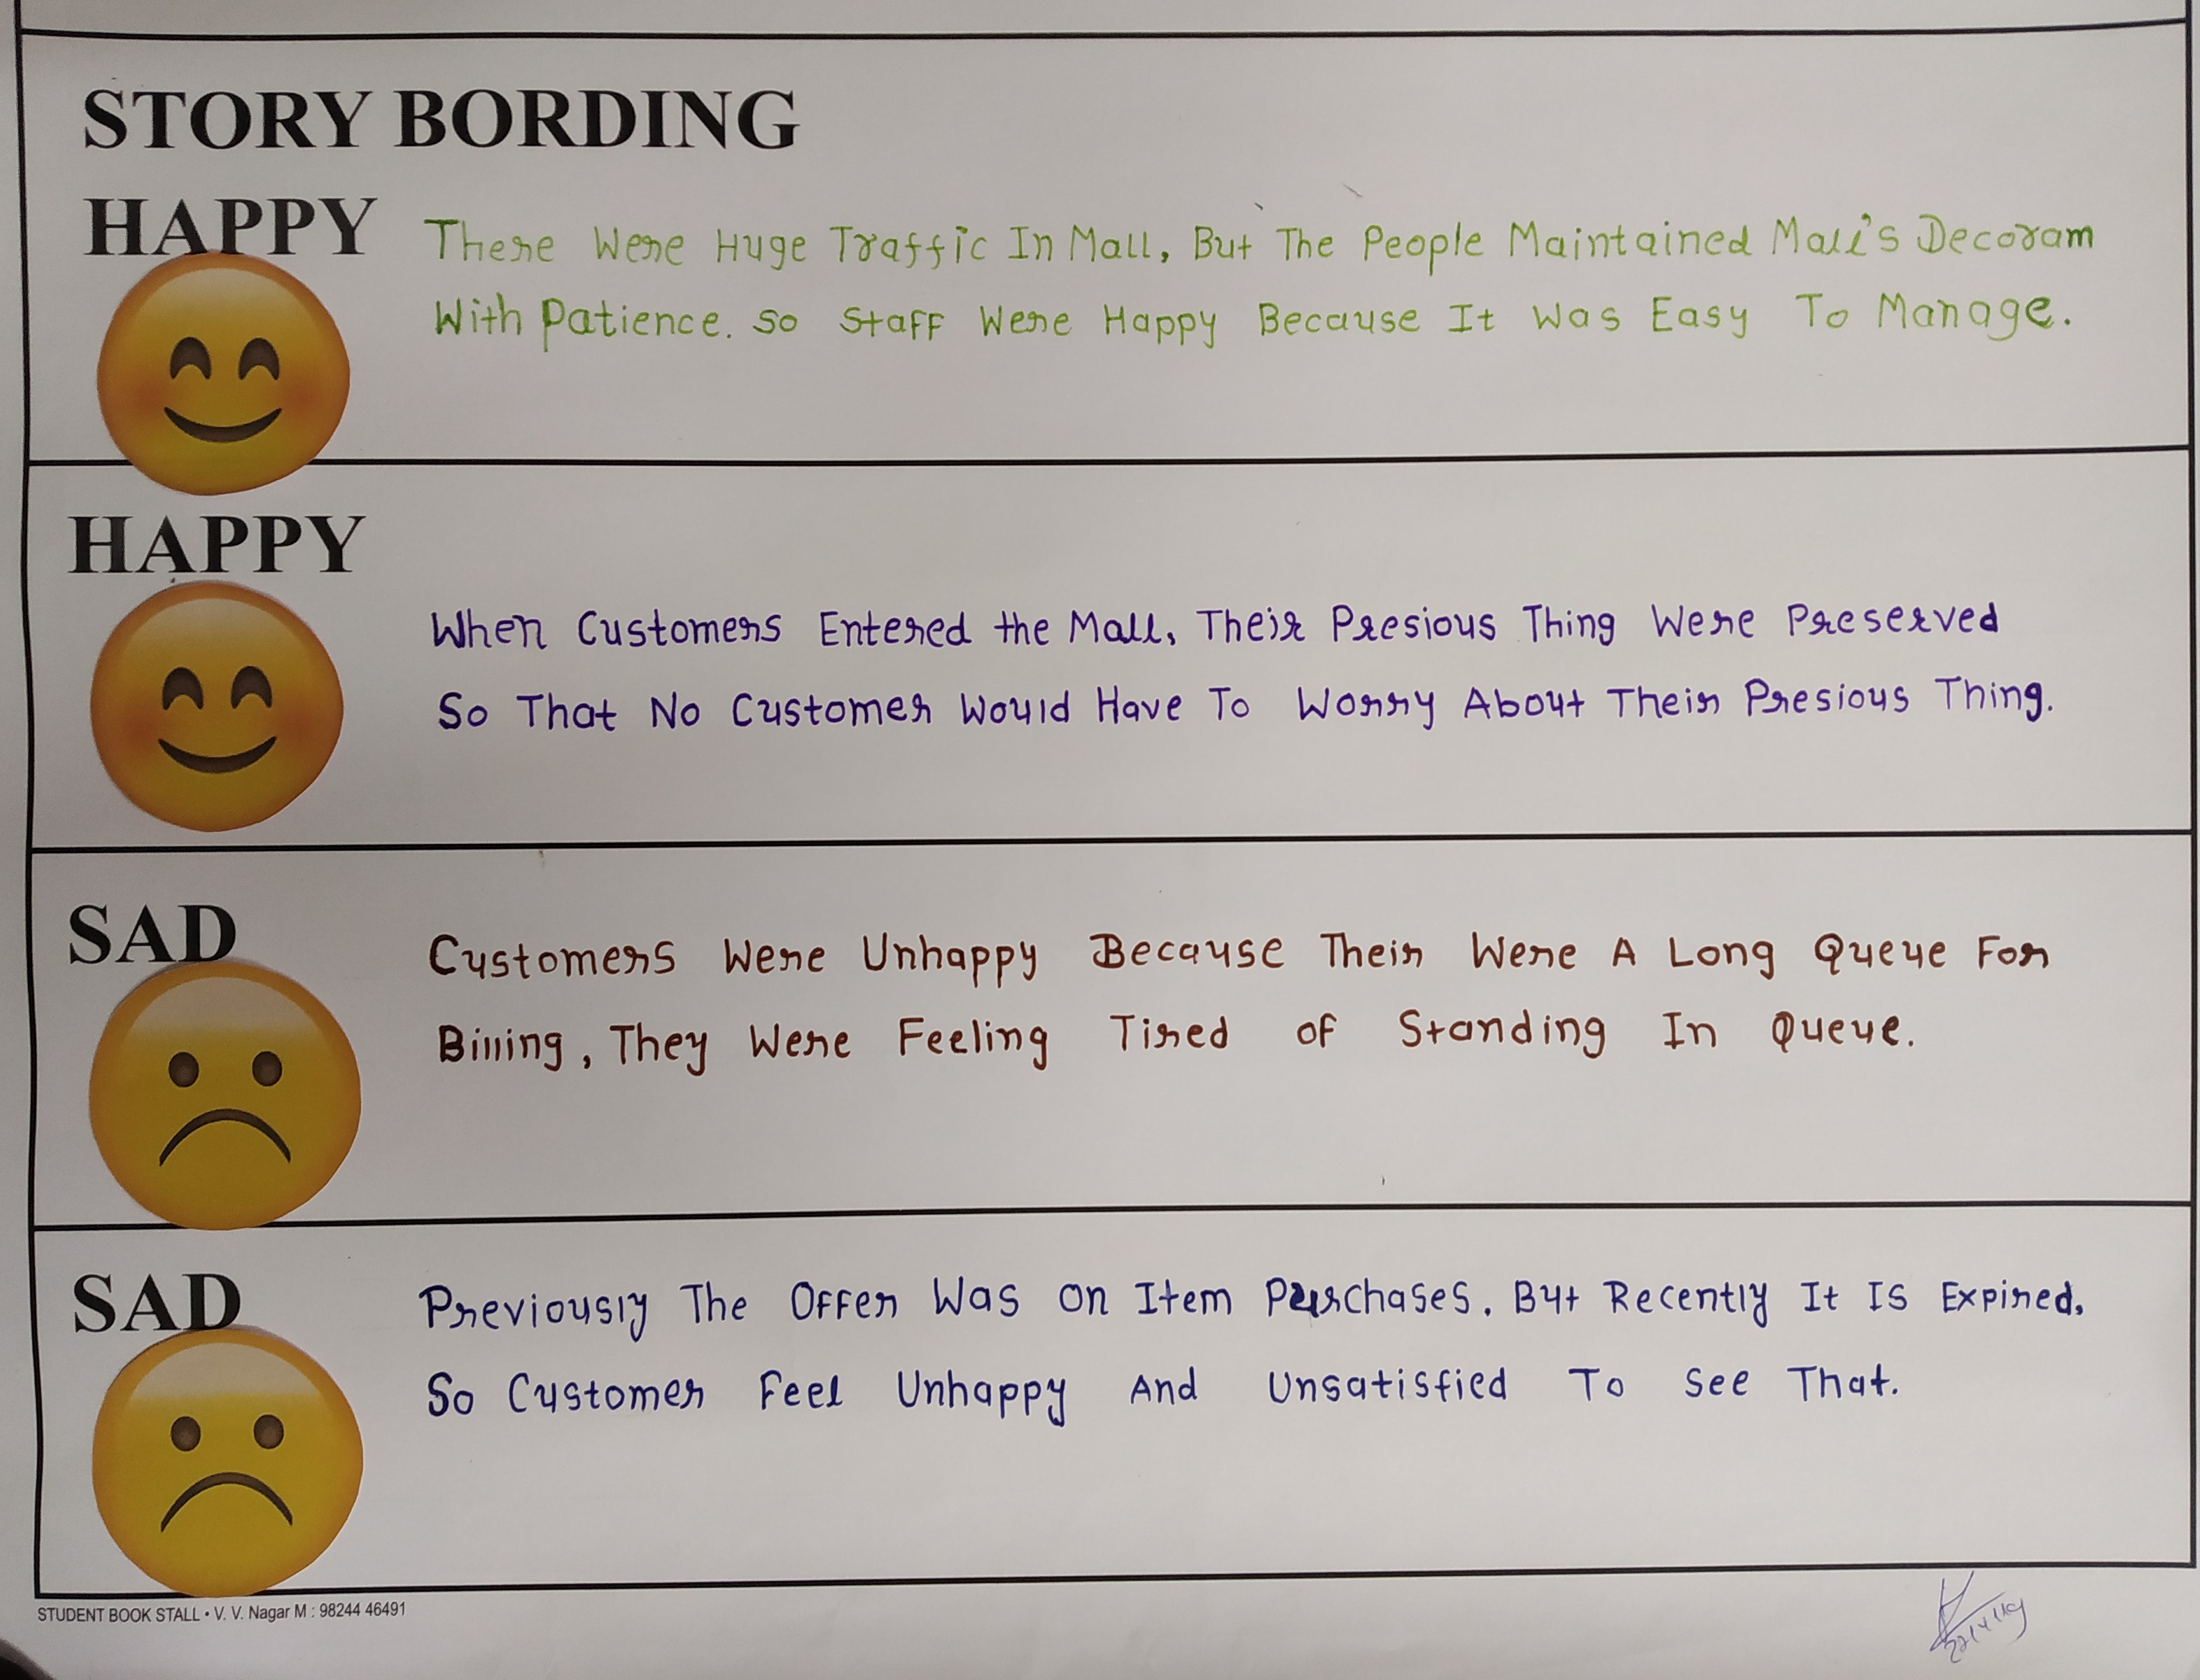 STORY BORDING
HAPPY
There Were Huge Traffic In Mall, But The People Maintained Mall's Decoram
With Patience. So Staff Were Happy Because It Was Easy To Manage.
HAPPY
When Customers Entered the Mall, Their Presious Thing Were Preserved
So That No Customer Would Have To Worry About Their Presious Thing.
SAD
Customers Were Unhappy Because Their Were A Long Queue For
Billing, They Were Feeling Tired of Standing In Queue.
SAD
Previously The Offer Was On Item Purchases. But Recently It Is Expired.
So Customer Feel Unhappy And Unsatisfied To See That.
STUDENT BOOK STALL • V. V. Nagar M : 98244 46491